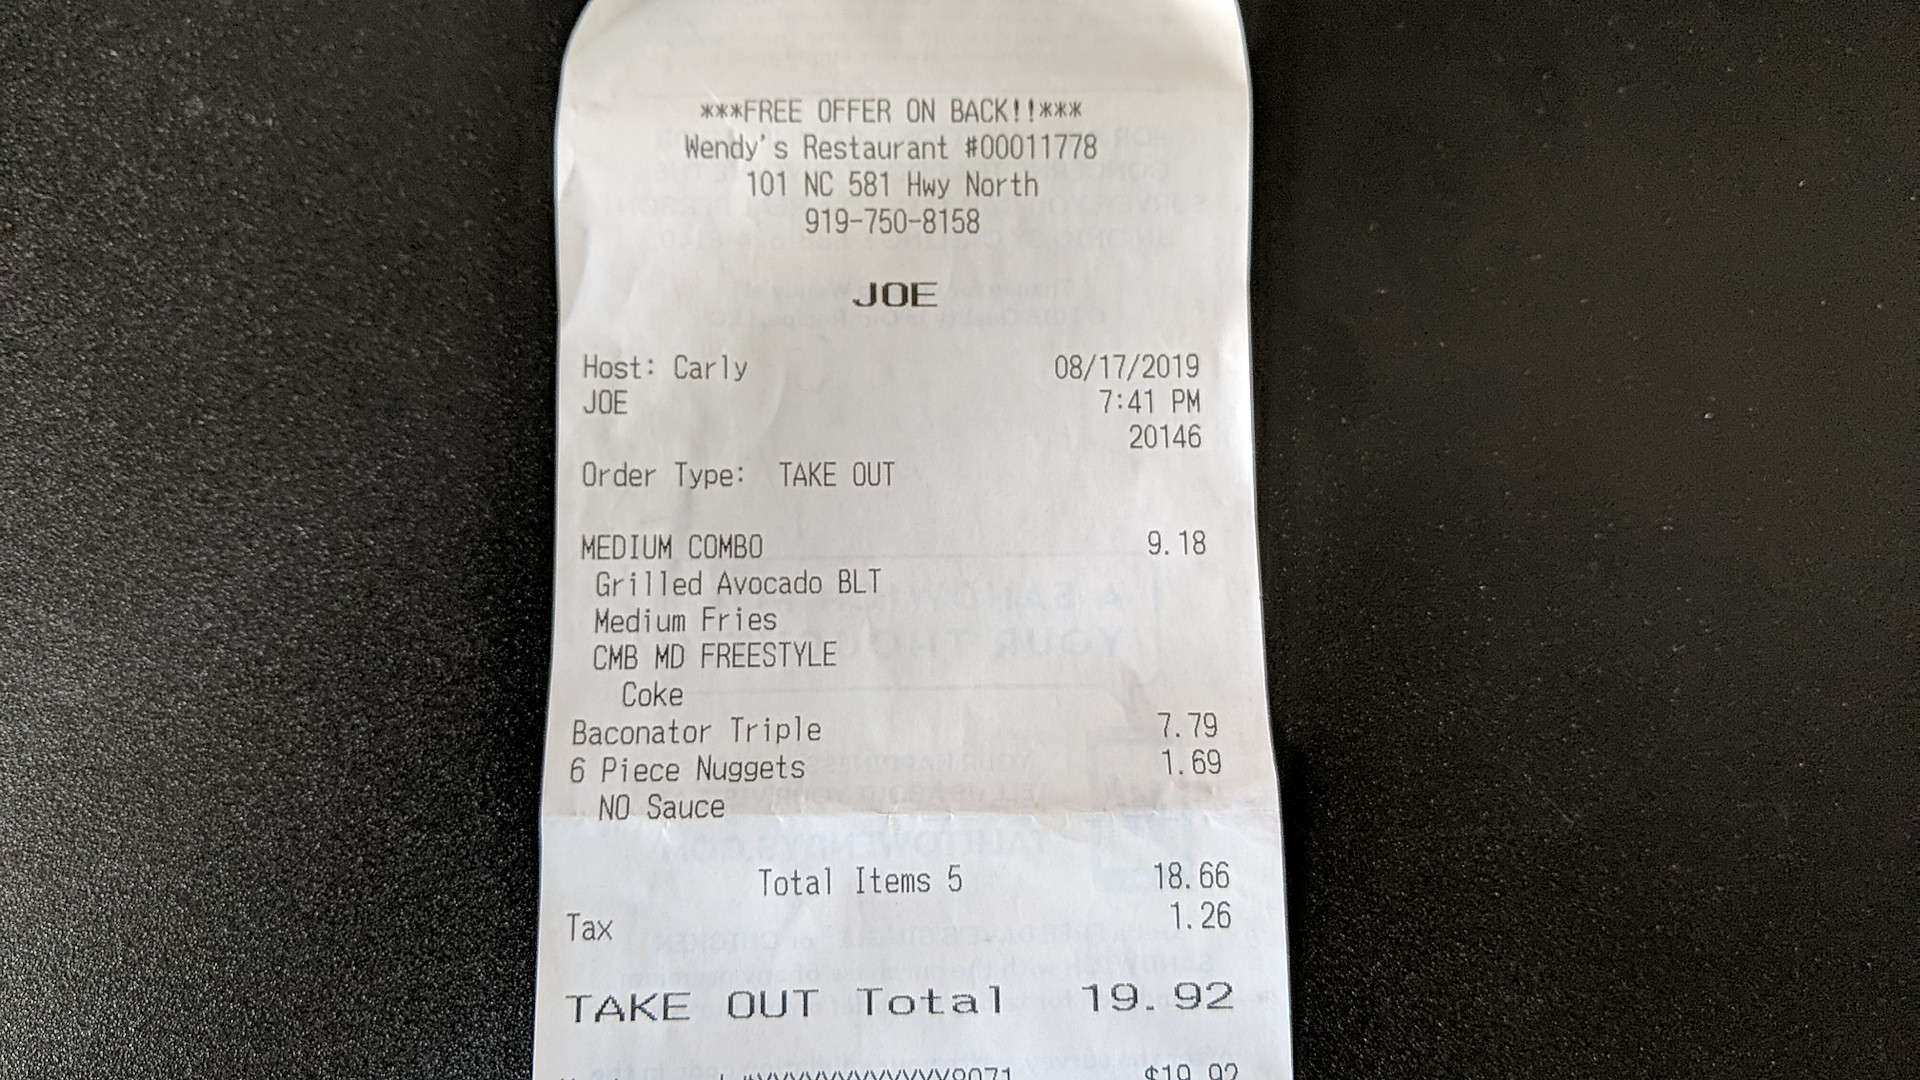 ***FREE OFFER ON BACK!!***
Wendy's Restaurant #00011778
101 NC 581 Hwy North
919-750-8158
JOE
Host: Carly 08/17/2019
JOE 7:41 PM
20146
Order Type: TAKE OUT
MEDIUM COMBO 9.18
Grilled Avocado BLT
Medium Fries
CMB MD FREESTYLE
Coke
Baconator Triple 7.79
6 Piece Nuggets 1.69
NO Sauce
Total Items 5 18.66
Tax 1.26
TAKE OUT Total 19.92
$19.92